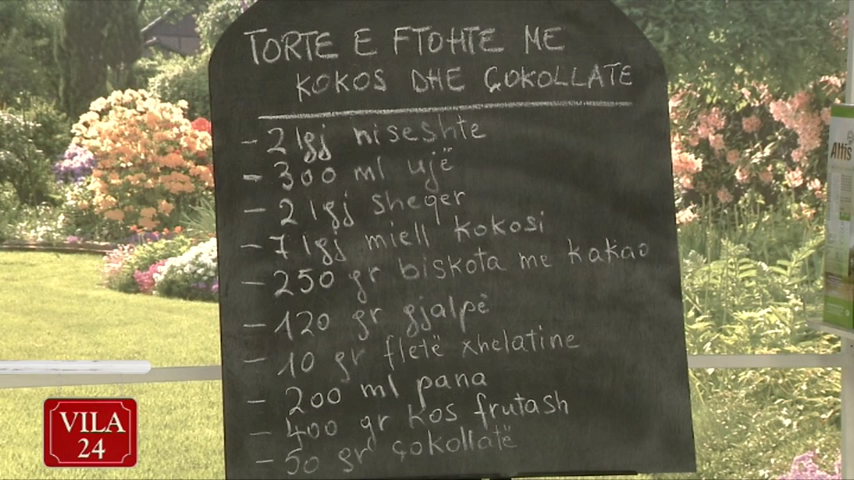 TORTE E FTOHTE ME
KOKOS DHE ÇOKOLLATE
- 2 lgj niseshte
- 300 ml ujë
- 2 lgj sheqer
- 7 lgj miell kokosi
- 250 gr biskota me kakao
- 120 gr gjalpë
- 10 gr fletë xhelatine
- 200 ml pana
- 400 gr kos frutash
- 50 gr çokollatë
VILA
24
Altis